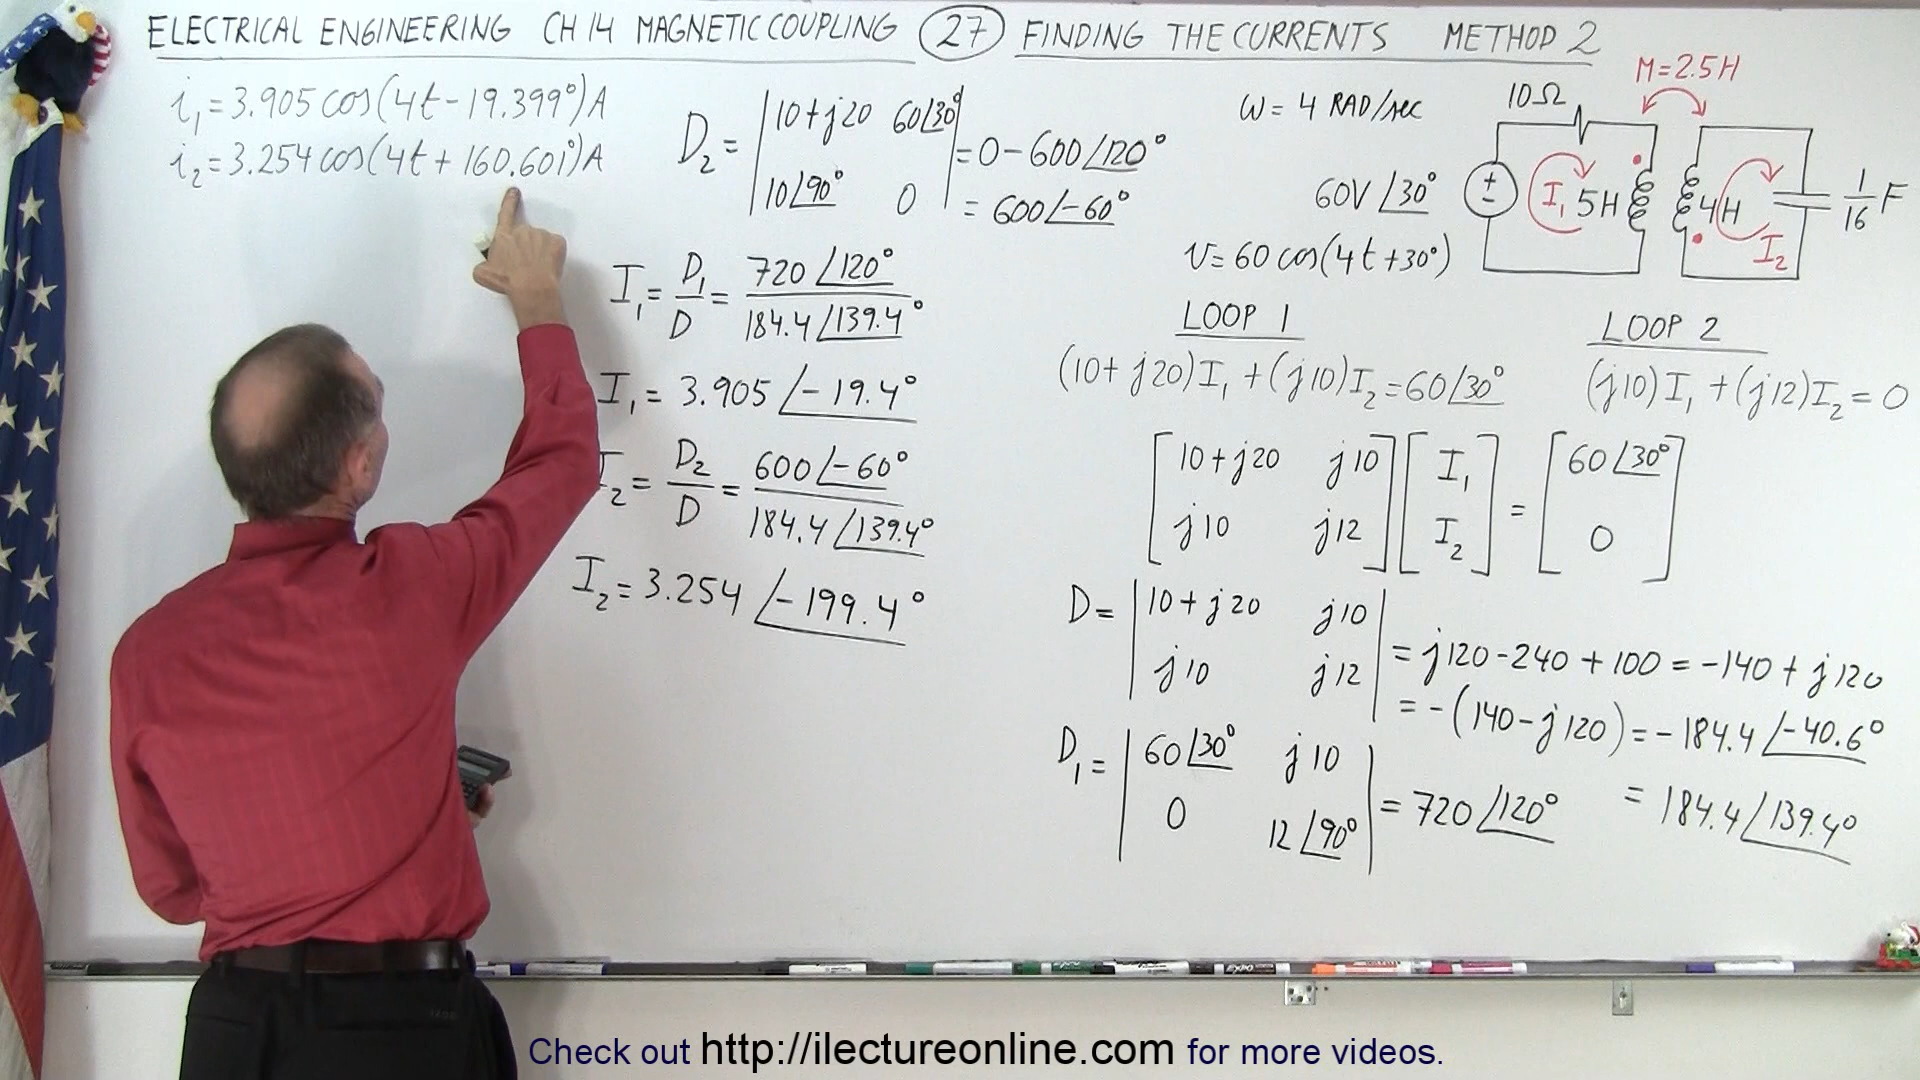 ELECTRICAL ENGINEERING CH 14 MAGNETIC COUPLING 27 FINDING THE CURRENTS METHOD 2
i₁ = 3.905 cos(4t - 19.399°)A
i₂ = 3.254 cos(4t + 160.601°)A
D₂ = | 10+j20 60∠30° | = 0 - 600∠120°
| 10∠90° 0 | = 600∠-60°
I₁ = D₁/D = 720∠120° / 184.4∠139.4°
I₁ = 3.905∠-19.4°
I₂ = D₂/D = 600∠-60° / 184.4∠139.4°
I₂ = 3.254∠-199.4°
ω = 4 RAD/sec
M = 2.5H
10Ω
60V∠30°
+
-
I₁
5H
4H
I₂
1/16 F
v = 60 cos(4t + 30°)
LOOP 1
(10 + j20)I₁ + (j10)I₂ = 60∠30°
LOOP 2
(j10)I₁ + (j12)I₂ = 0
[ 10+j20 j10 ] [ I₁ ] = [ 60∠30° ]
[ j10 j12 ] [ I₂ ] [ 0 ]
D = | 10+j20 j10 |
| j10 j12 | = j120 - 240 + 100 = -140 + j120
= -(140 - j120) = -184.4∠-40.6°
= 184.4∠139.4°
D₁ = | 60∠30° j10 |
| 0 12∠90° | = 720∠120°
EXPO
Check out http://ilectureonline.com for more videos.